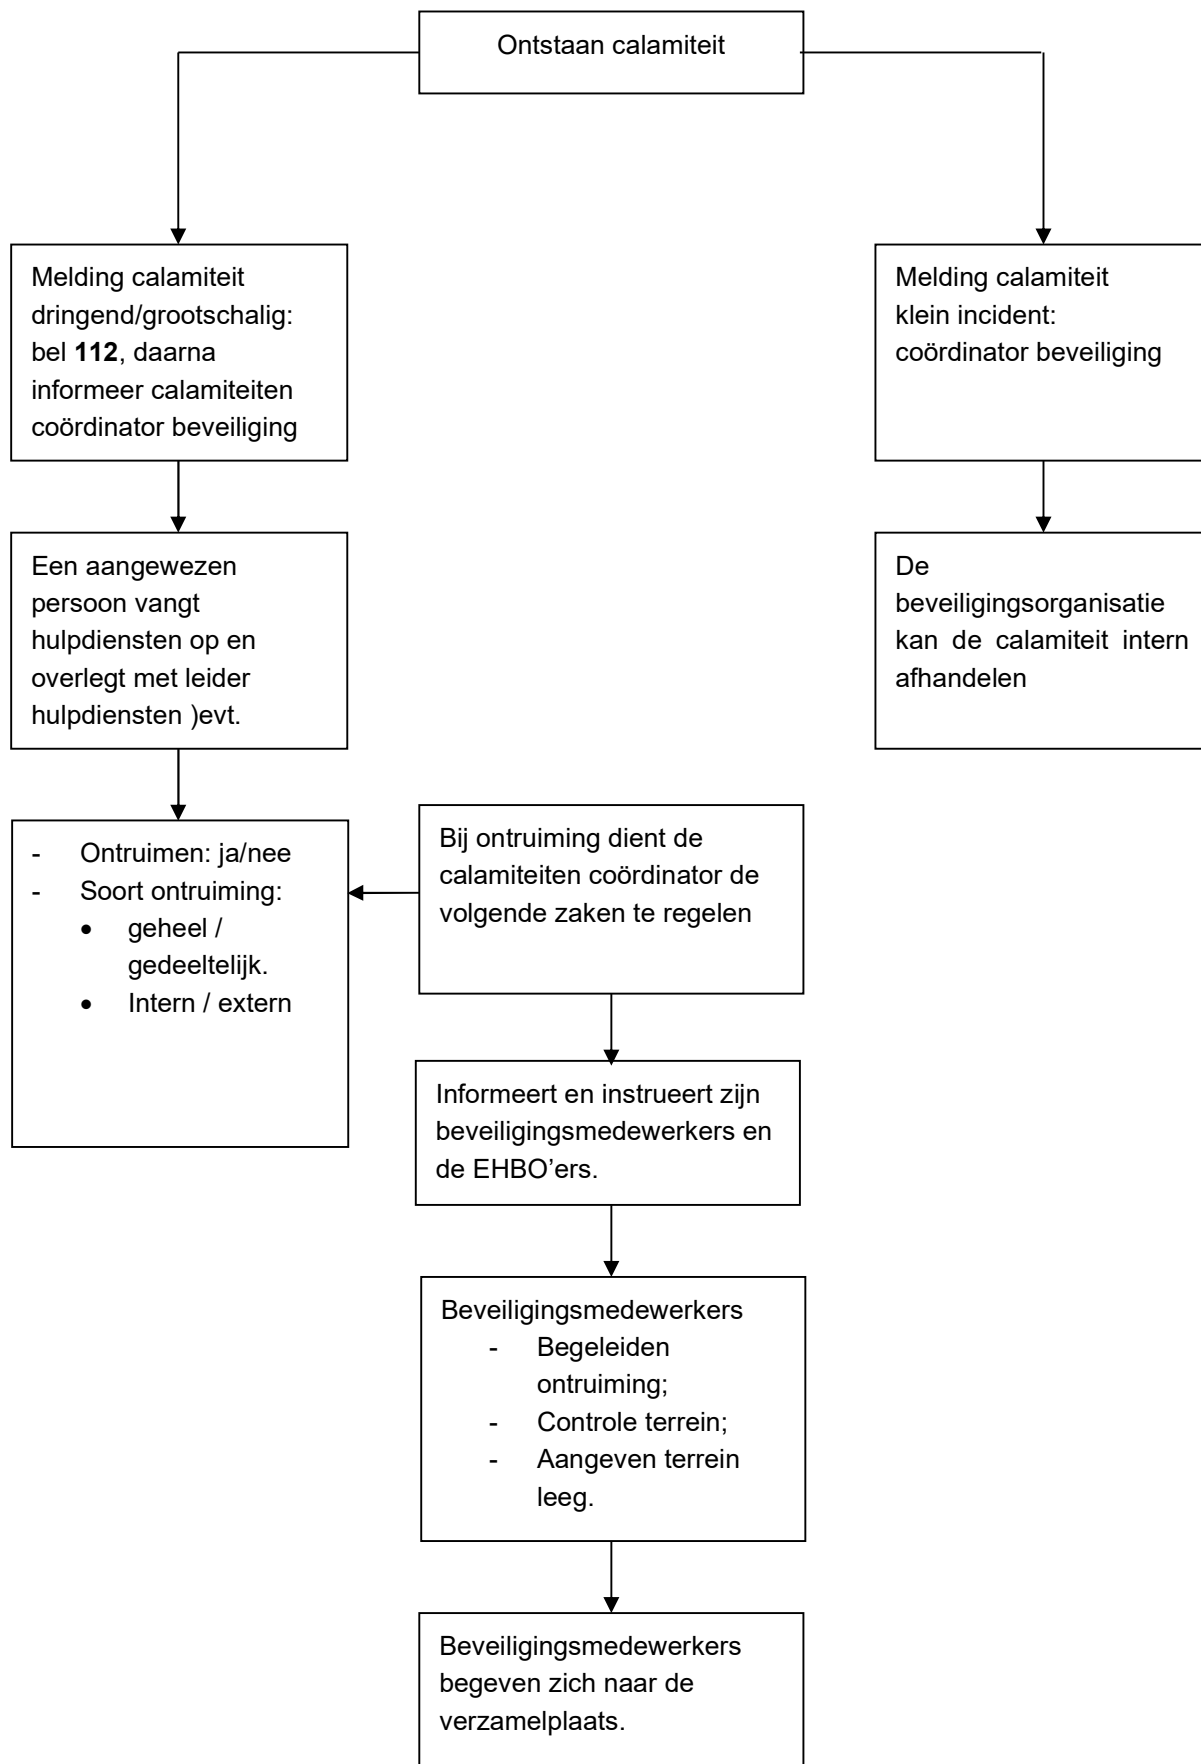 Ontstaan calamiteit
Melding calamiteit
dringend/grootschalig:
bel 112, daarna
informeer calamiteiten
coördinator beveiliging
Melding calamiteit
klein incident:
coördinator beveiliging
Een aangewezen
persoon vangt
hulpdiensten op en
overlegt met leider
hulpdiensten )evt.
De
beveiligingsorganisatie
kan de calamiteit intern
afhandelen
- Ontruimen: ja/nee
- Soort ontruiming:
• geheel /
gedeeltelijk.
• Intern / extern
Bij ontruiming dient de
calamiteiten coördinator de
volgende zaken te regelen
Informeert en instrueert zijn
beveiligingsmedewerkers en
de EHBO’ers.
Beveiligingsmedewerkers
- Begeleiden
ontruiming;
- Controle terrein;
- Aangeven terrein
leeg.
Beveiligingsmedewerkers
begeven zich naar de
verzamelplaats.